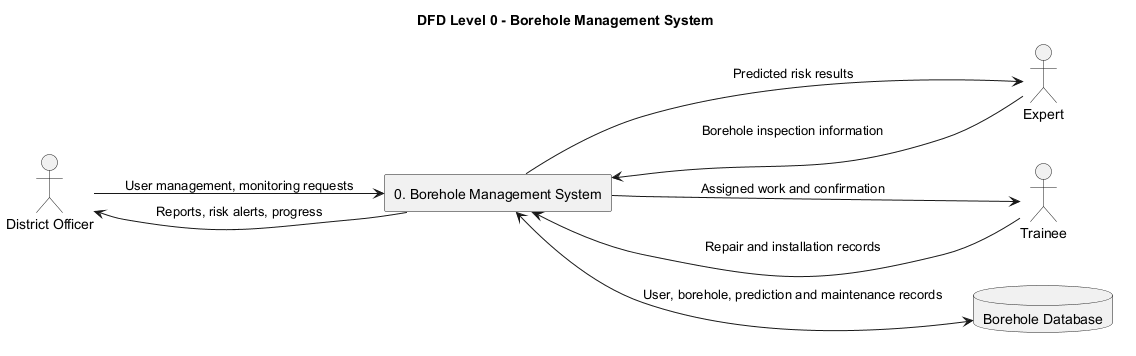 DFD Level 0 - Borehole Management System
Predicted risk results
Expert
Borehole inspection information
User management, monitoring requests
0. Borehole Management System
Assigned work and confirmation
District Officer
Reports, risk alerts, progress
Trainee
Repair and installation records
User, borehole, prediction and maintenance records
Borehole Database